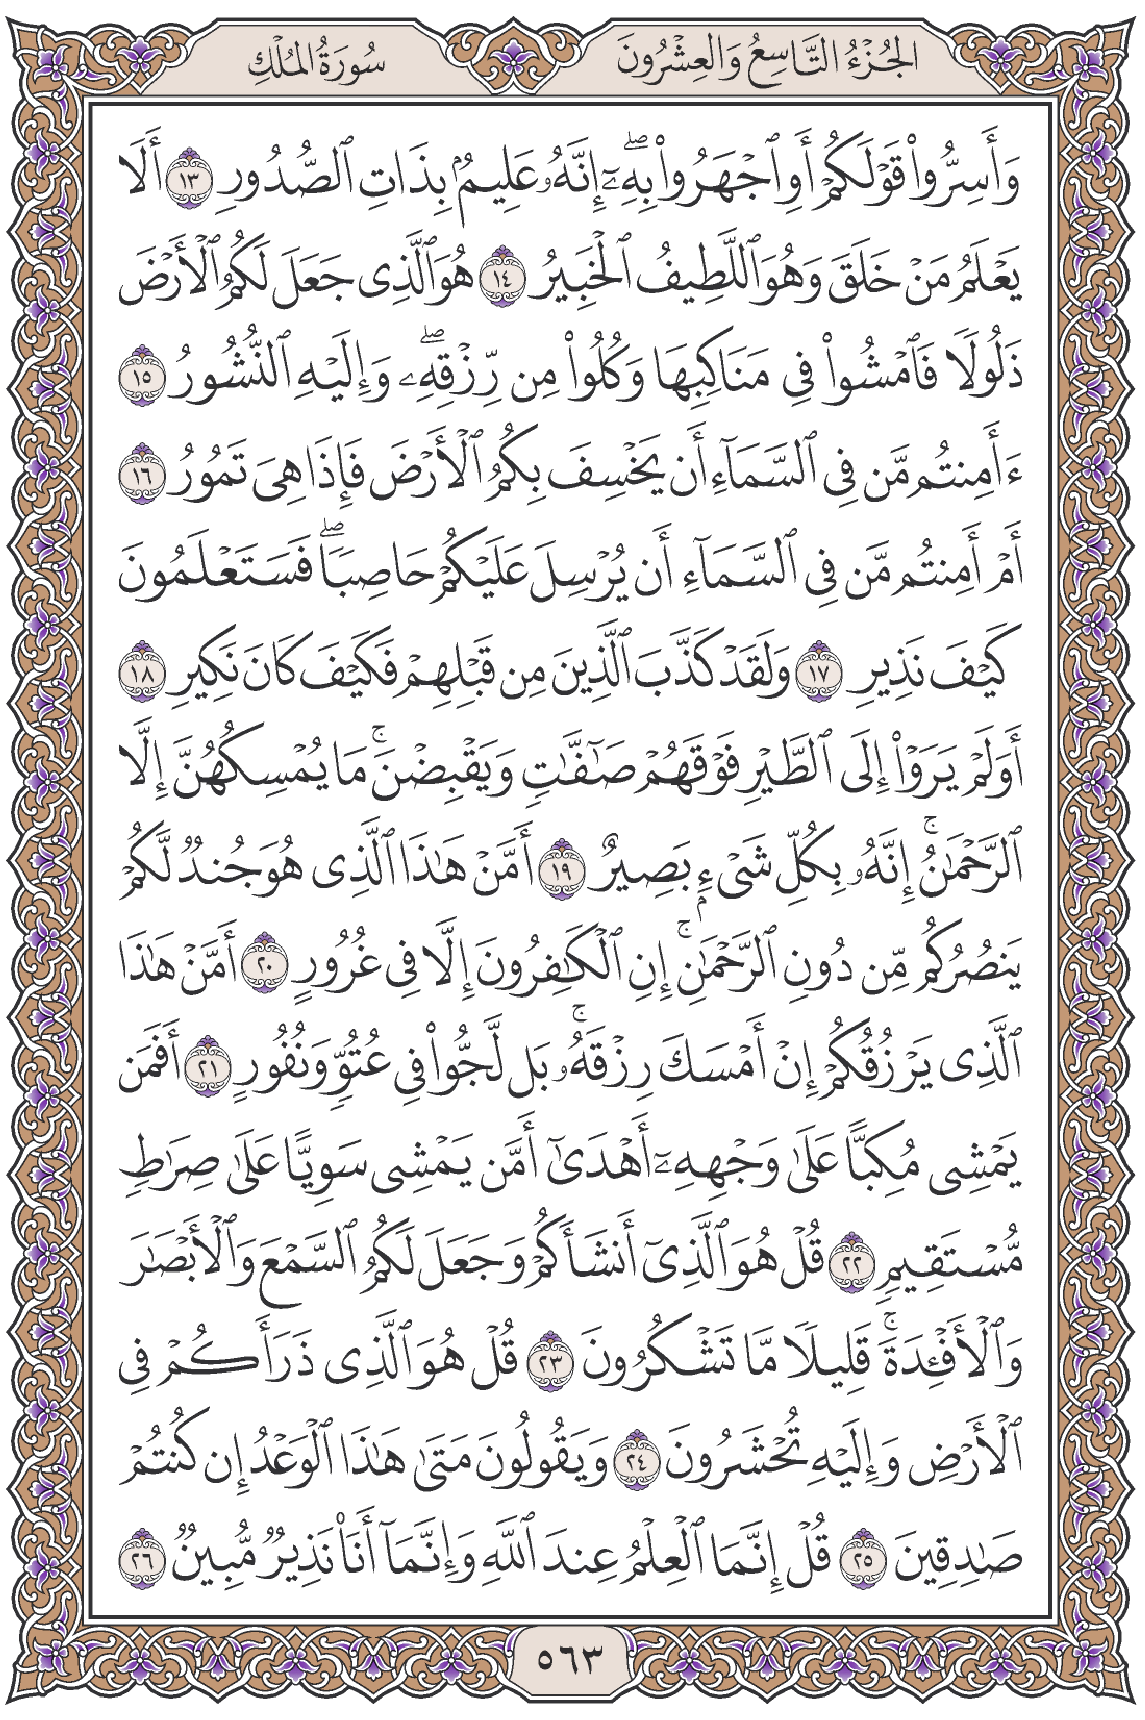 الجُزْءُ التَّاسِعُ وَالعِشْرُونَ
سُورَةُ المُلْكِ
وَأَسِرُّواْ قَوْلَكُمْ أَوِ ٱجْهَرُواْ بِهِۦٓۖ إِنَّهُۥ عَلِيمُۢ بِذَاتِ ٱلصُّدُورِ ١٣ أَلَا
يَعْلَمُ مَنْ خَلَقَ وَهُوَ ٱللَّطِيفُ ٱلْخَبِيرُ ١٤ هُوَ ٱلَّذِى جَعَلَ لَكُمُ ٱلْأَرْضَ
ذَلُولًا فَٱمْشُواْ فِى مَنَاكِبِهَا وَكُلُواْ مِن رِّزْقِهِۦۖ وَإِلَيْهِ ٱلنُّشُورُ ١٥
ءَأَمِنتُم مَّن فِى ٱلسَّمَآءِ أَن يَخْسِفَ بِكُمُ ٱلْأَرْضَ فَإِذَا هِىَ تَمُورُ ١٦
أَمْ أَمِنتُم مَّن فِى ٱلسَّمَآءِ أَن يُرْسِلَ عَلَيْكُمْ حَاصِبًاۖ فَسَتَعْلَمُونَ
كَيْفَ نَذِيرِ ١٧ وَلَقَدْ كَذَّبَ ٱلَّذِينَ مِن قَبْلِهِمْ فَكَيْفَ كَانَ نَكِيرِ ١٨
أَوَلَمْ يَرَوْاْ إِلَى ٱلطَّيْرِ فَوْقَهُمْ صَٰٓفَّٰتٍ وَيَقْبِضْنَۚ مَا يُمْسِكُهُنَّ إِلَّا
ٱلرَّحْمَٰنُۚ إِنَّهُۥ بِكُلِّ شَىْءِۭ بَصِيرٌ ١٩ أَمَّنْ هَٰذَا ٱلَّذِى هُوَ جُندٌ لَّكُمْ
يَنصُرُكُم مِّن دُونِ ٱلرَّحْمَٰنِۚ إِنِ ٱلْكَٰفِرُونَ إِلَّا فِى غُرُورٍ ٢٠ أَمَّنْ هَٰذَا
ٱلَّذِى يَرْزُقُكُمْ إِنْ أَمْسَكَ رِزْقَهُۥۚ بَل لَّجُّواْ فِى عُتُوٍّ وَنُفُورٍ ٢١ أَفَمَن
يَمْشِى مُكِبًّا عَلَىٰ وَجْهِهِۦٓ أَهْدَىٰٓ أَمَّن يَمْشِى سَوِيًّا عَلَىٰ صِرَٰطٍ
مُّسْتَقِيمٍ ٢٢ قُلْ هُوَ ٱلَّذِىٓ أَنشَأَكُمْ وَجَعَلَ لَكُمُ ٱلسَّمْعَ وَٱلْأَبْصَٰرَ
وَٱلْأَفْـِٔدَةَۚ قَلِيلًا مَّا تَشْكُرُونَ ٢٣ قُلْ هُوَ ٱلَّذِى ذَرَأَكُمْ فِى
ٱلْأَرْضِ وَإِلَيْهِ تُحْشَرُونَ ٢٤ وَيَقُولُونَ مَتَىٰ هَٰذَا ٱلْوَعْدُ إِن كُنتُمْ
صَٰدِقِينَ ٢٥ قُلْ إِنَّمَا ٱلْعِلْمُ عِندَ ٱللَّهِ وَإِنَّمَآ أَنَا۠ نَذِيرٌ مُّبِينٌ ٢٦
٥٦٣